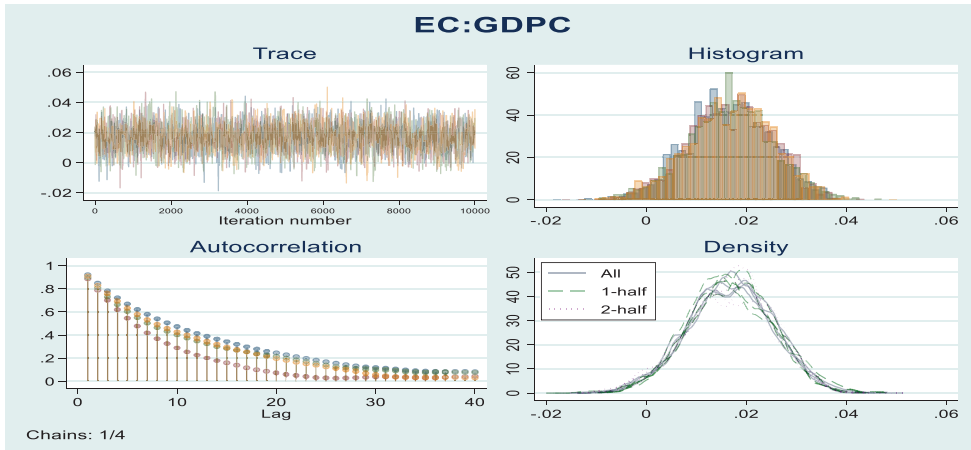 EC:GDPC
Trace
.06
.04
.02
0
-.02
0 2000 4000 6000 8000 10000
Iteration number
Histogram
60
40
20
0
-.02 0 .02 .04 .06
Autocorrelation
1
.8
.6
.4
.2
0
0 10 20 30 40
Lag
Density
All
1-half
2-half
50
40
30
20
10
0
-.02 0 .02 .04 .06
Chains: 1/4